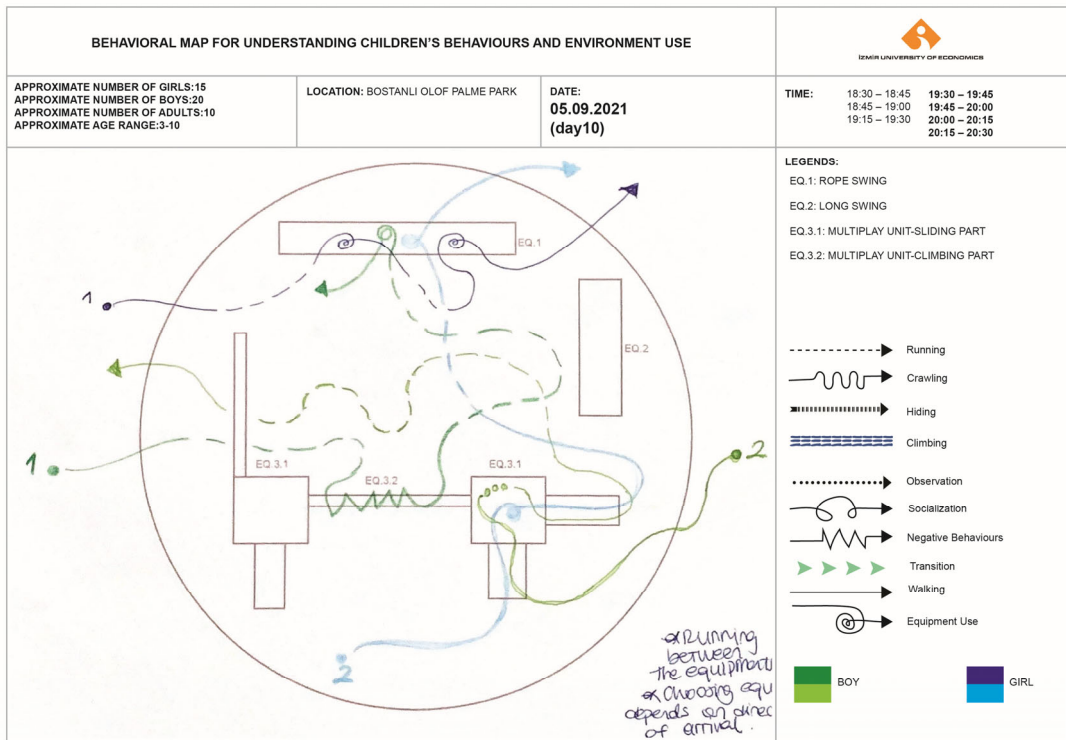 BEHAVIORAL MAP FOR UNDERSTANDING CHILDREN'S BEHAVIOURS AND ENVIRONMENT USE
İZMİR UNIVERSITY OF ECONOMICS
APPROXIMATE NUMBER OF GIRLS:15
APPROXIMATE NUMBER OF BOYS:20
APPROXIMATE NUMBER OF ADULTS:10
APPROXIMATE AGE RANGE:3-10
LOCATION: BOSTANLI OLOF PALME PARK
DATE:
05.09.2021
(day10)
TIME:
18:30 – 18:45
18:45 – 19:00
19:15 – 19:30
19:30 – 19:45
19:45 – 20:00
20:00 – 20:15
20:15 – 20:30
EQ.1
1
EQ.2
1
EQ.3.1
EQ.3.2
EQ.3.1
2
2
*Running
between
the equipments
* Choosing equ
depends on direc
of arrival.
LEGENDS:
EQ.1: ROPE SWING
EQ.2: LONG SWING
EQ.3.1: MULTIPLAY UNIT-SLIDING PART
EQ.3.2: MULTIPLAY UNIT-CLIMBING PART
Running
Crawling
Hiding
Climbing
Observation
Socialization
Negative Behaviours
Transition
Walking
Equipment Use
BOY
GIRL